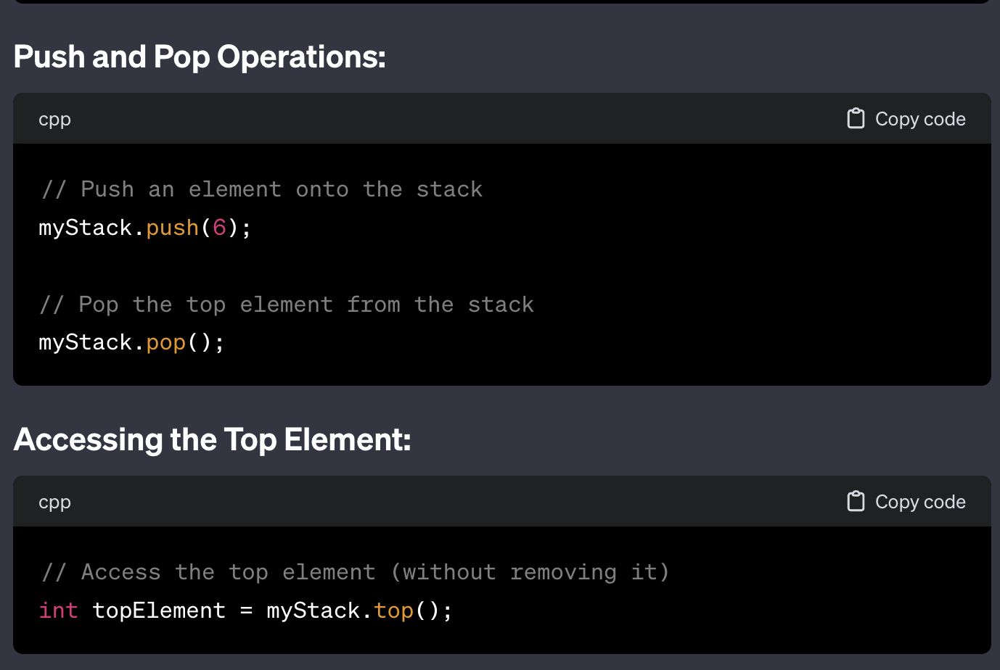 Push and Pop Operations:
cpp
Copy code
// Push an element onto the stack
myStack.push(6);
// Pop the top element from the stack
myStack.pop();
Accessing the Top Element:
cpp
Copy code
// Access the top element (without removing it)
int topElement = myStack.top();